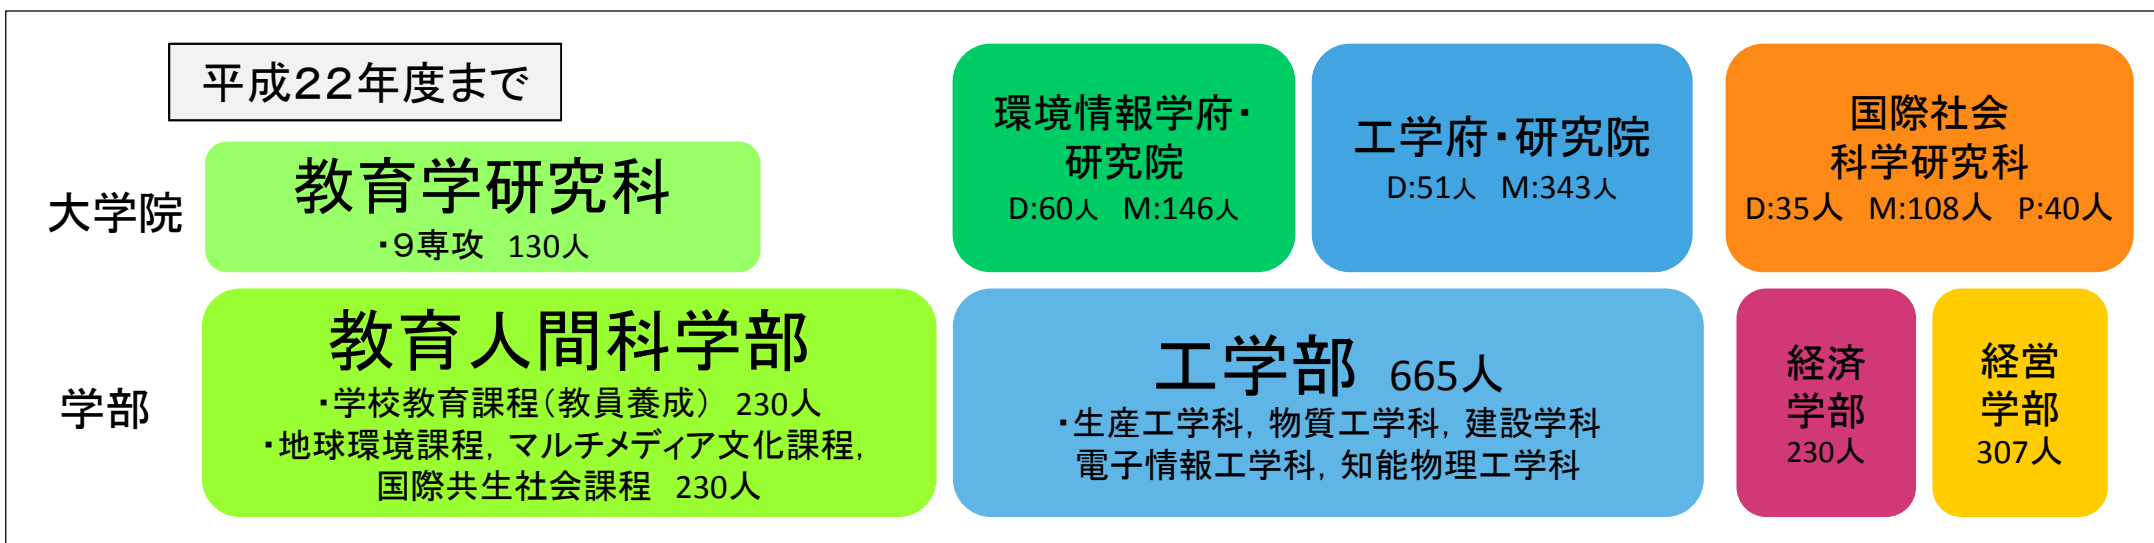 平成22年度まで
大学院
教育学研究科
・9専攻 130人
環境情報学府・
研究院
D:60人 M:146人
工学府・研究院
D:51人 M:343人
国際社会
科学研究科
D:35人 M:108人 P:40人
学部
教育人間科学部
・学校教育課程(教員養成) 230人
・地球環境課程, マルチメディア文化課程,
国際共生社会課程 230人
工学部 665人
・生産工学科, 物質工学科, 建設学科
電子情報工学科, 知能物理工学科
経済
学部
230人
経営
学部
307人